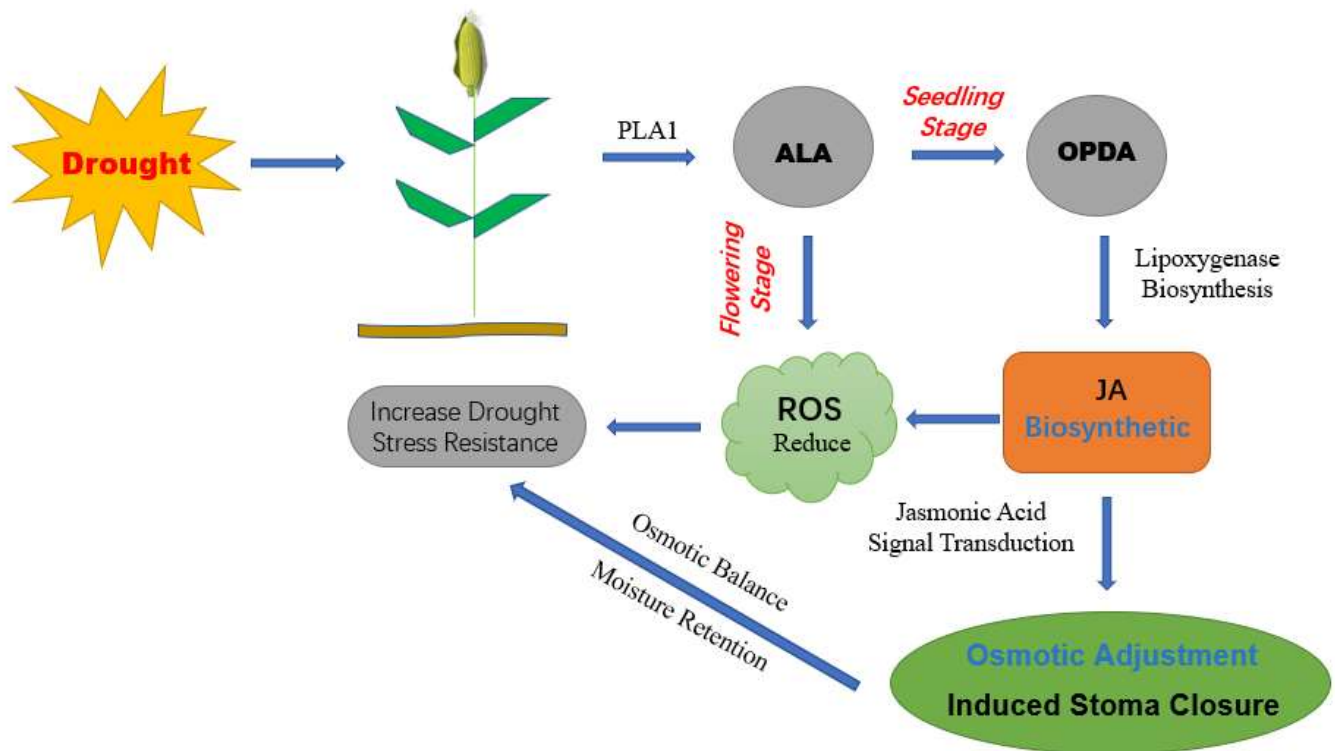 Drought
PLA1
ALA
Seedling
Stage
OPDA
Flowering
Stage
Lipoxygenase
Biosynthesis
JA
Biosynthetic
ROS
Reduce
Increase Drought
Stress Resistance
Jasmonic Acid
Signal Transduction
Osmotic Balance
Moisture Retention
Osmotic Adjustment
Induced Stoma Closure